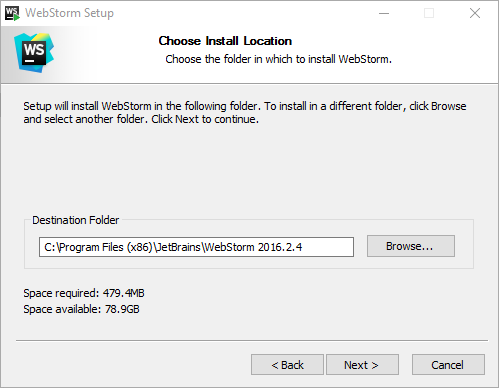 WS WebStorm Setup
WS
Choose Install Location
Choose the folder in which to install WebStorm.
Setup will install WebStorm in the following folder. To install in a different folder, click Browse
and select another folder. Click Next to continue.
Destination Folder
C:\Program Files (x86)\JetBrains\WebStorm 2016.2.4
Browse...
Space required: 479.4MB
Space available: 78.9GB
< Back Next > Cancel